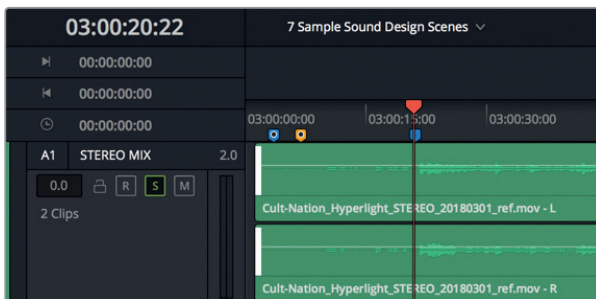 03:00:20:22
7 Sample Sound Design Scenes
00:00:00:00
00:00:00:00
00:00:00:00
03:00:00:00 03:00:15:00 03:00:30:00
A1 STEREO MIX 2.0
0.0 R S M
2 Clips
Cult-Nation_Hyperlight_STEREO_20180301_ref.mov - L
Cult-Nation_Hyperlight_STEREO_20180301_ref.mov - R